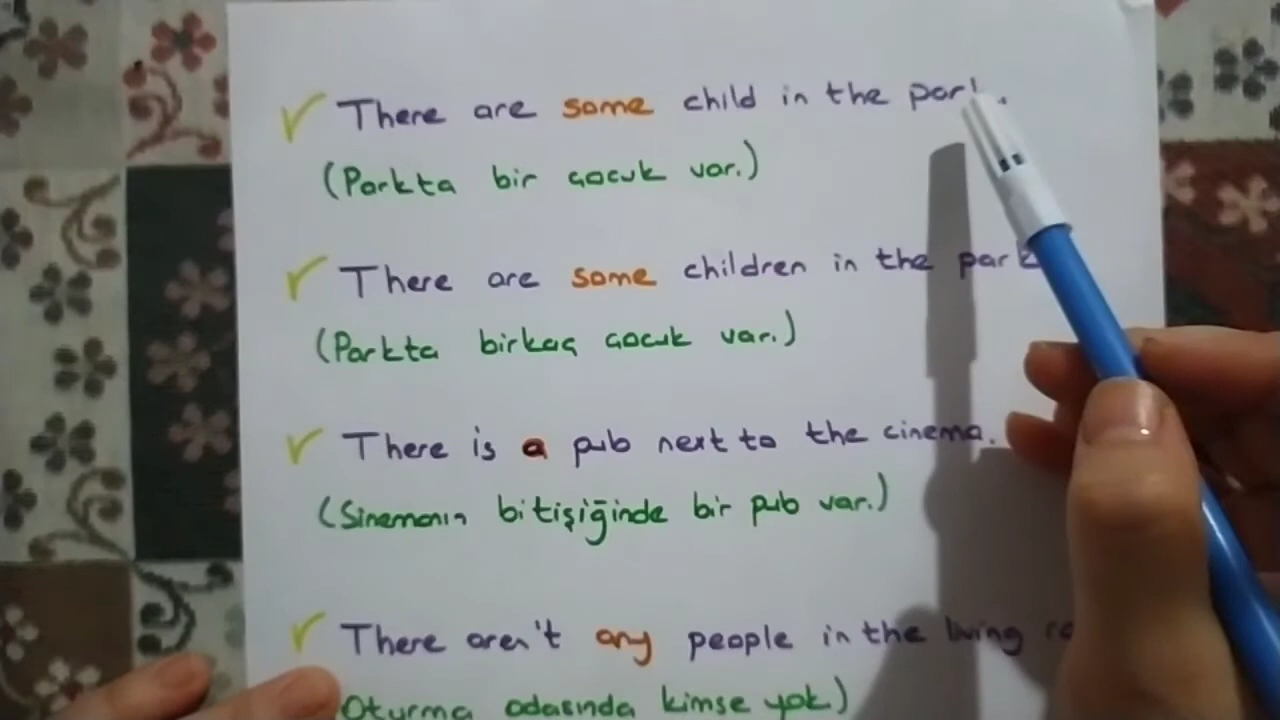 There are some child in the park.
(Parkta bir çocuk var.)
There are some children in the park
(Parkta birkaç çocuk var.)
There is a pub next to the cinema.
(Sinemanın bitişiğinde bir pub var.)
There aren't any people in the living
Oturma odasında kimse yok)